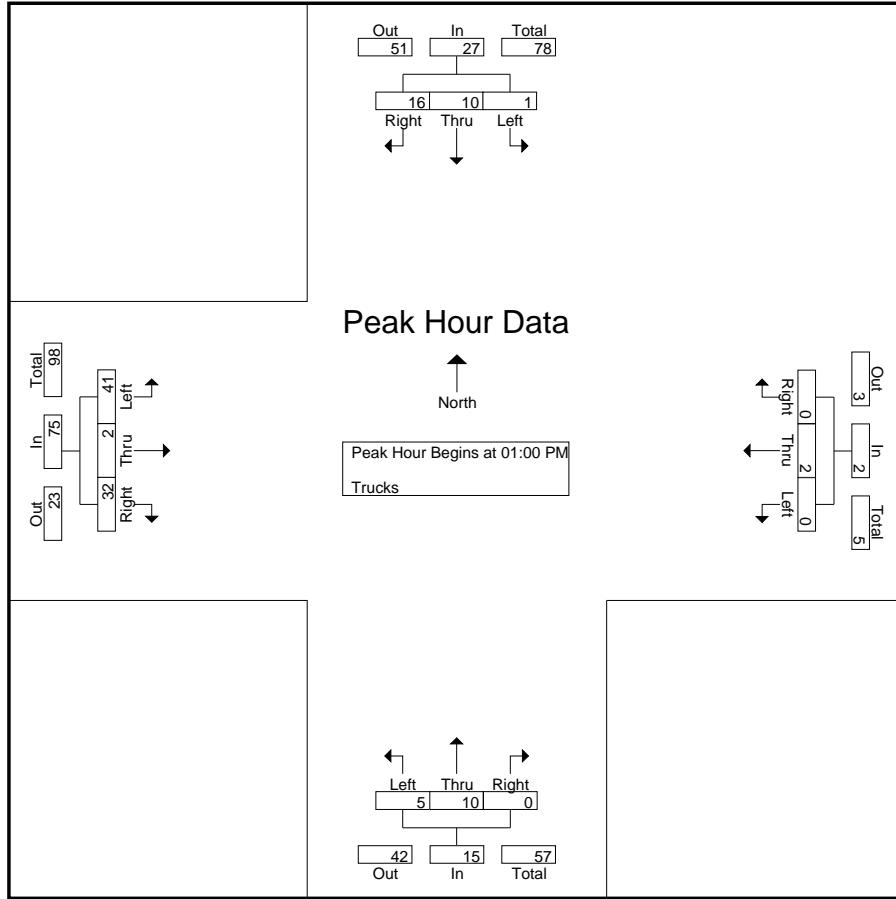 Out In Total
51 27 78
16 10 1
Right Thru Left
Peak Hour Data
North
Peak Hour Begins at 01:00 PM
Trucks
Total In Out
98 75 23
41 2 32
Left Thru Right
Out In Total
3 2 5
0 2 0
Right Thru Left
Left Thru Right
5 10 0
42 15 57
Out In Total